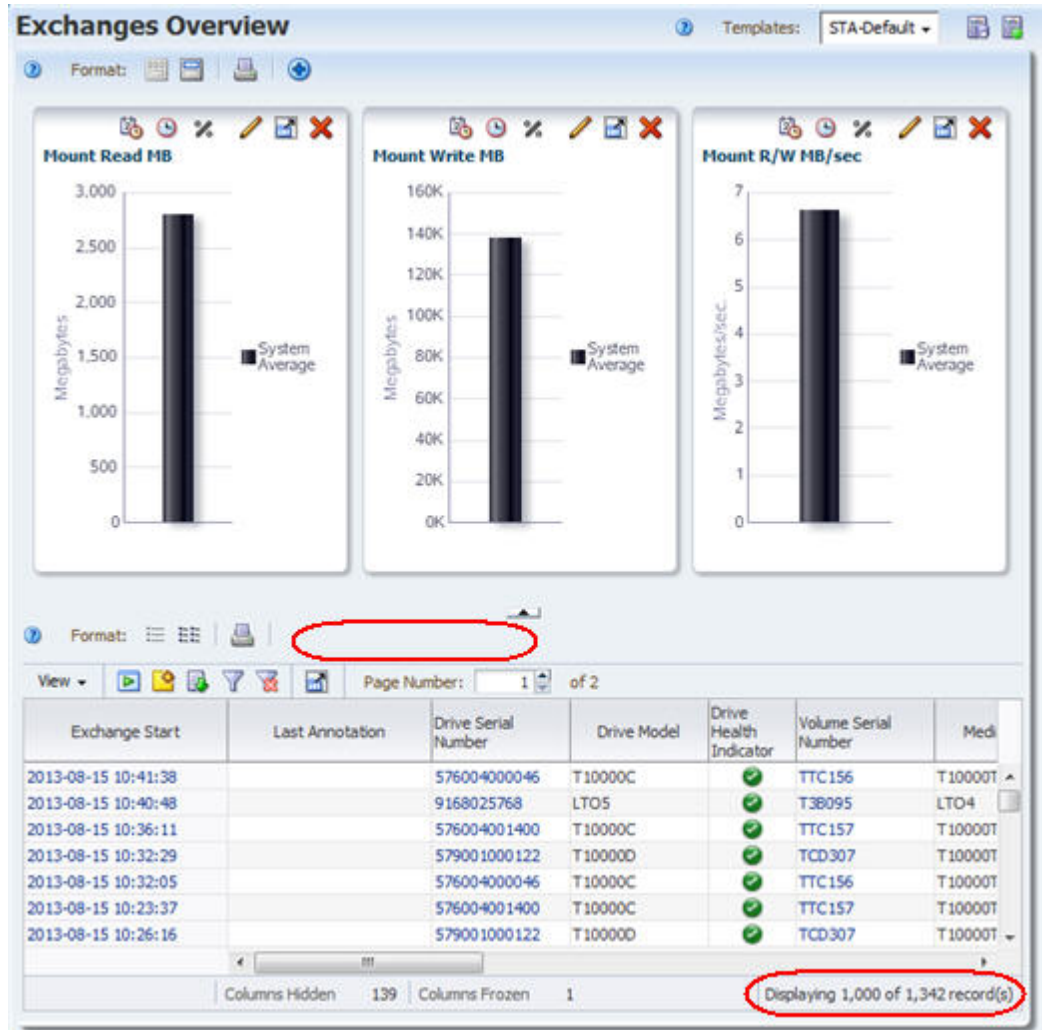 Exchanges Overview
Templates: STA-Default
Format:
Mount Read MB
3,000
2,500
2,000
1,500
1,000
500
0
Megabytes
System
Average
Mount Write MB
160K
140K
120K
100K
80K
60K
40K
20K
0K
Megabytes
System
Average
Mount R/W MB/sec
7
6
5
4
3
2
1
0
Megabytes/sec.
System
Average
Format:
View Page Number: 1 of 2
Exchange Start Last Annotation Drive Serial Number Drive Model Drive Health Indicator Volume Serial Number Medi
2013-08-15 10:41:38 576004000046 T10000C TTC156 T10000T
2013-08-15 10:40:48 9168025768 LTO5 T3B095 LTO4
2013-08-15 10:36:11 576004001400 T10000C TTC157 T10000T
2013-08-15 10:32:29 579001000122 T10000D TCD307 T10000T
2013-08-15 10:32:05 576004000046 T10000C TTC156 T10000T
2013-08-15 10:23:37 576004001400 T10000C TTC157 T10000T
2013-08-15 10:26:16 579001000122 T10000D TCD307 T10000T
Columns Hidden 139 Columns Frozen 1 Displaying 1,000 of 1,342 record(s)